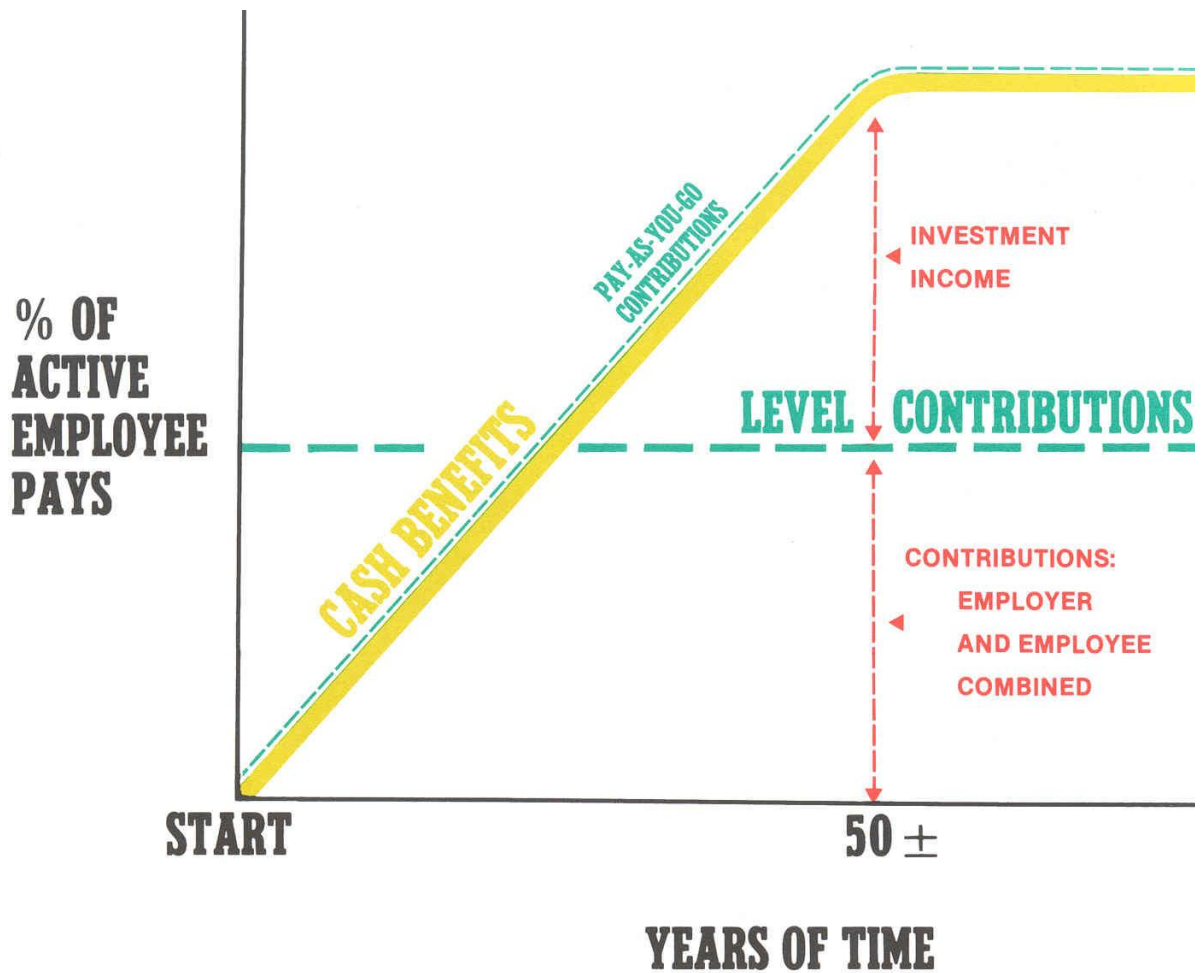 PAY-AS-YOU-GO
CONTRIBUTIONS
INVESTMENT
INCOME
% OF
ACTIVE
EMPLOYEE
PAYS
LEVEL CONTRIBUTIONS
CASH BENEFITS
CONTRIBUTIONS:
EMPLOYER
AND EMPLOYEE
COMBINED
START
50 ±
YEARS OF TIME